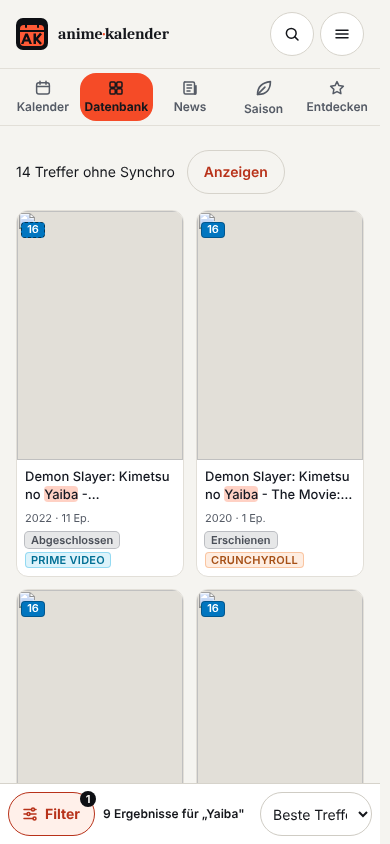 AK anime·kalender
Kalender Datenbank News Saison Entdecken
14 Treffer ohne Synchro Anzeigen
16 16
Demon Slayer: Kimetsu
no Yaiba -...
2022 · 11 Ep.
Abgeschlossen
PRIME VIDEO
Demon Slayer: Kimetsu
no Yaiba - The Movie:...
2020 · 1 Ep.
Erschienen
CRUNCHYROLL
16 16
Filter 1 9 Ergebnisse für „Yaiba" Beste Treff